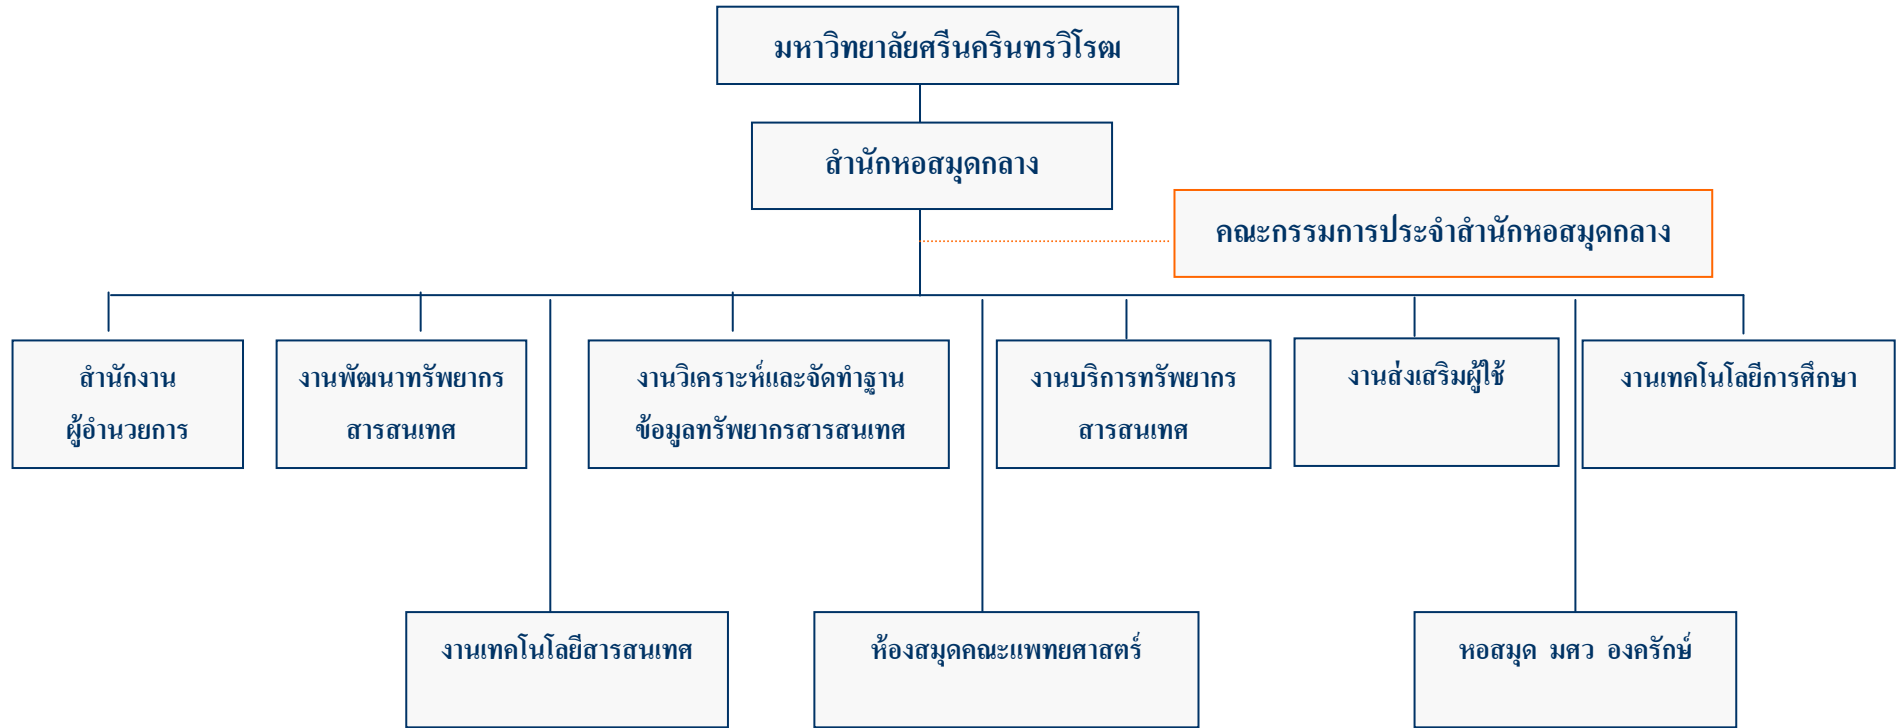 มหาวิทยาลัยศรีนครินทรวิโรฒ
สำนักหอสมุดกลาง
คณะกรรมการประจำสำนักหอสมุดกลาง
สำนักงาน
ผู้อำนวยการ
งานพัฒนาทรัพยากร
สารสนเทศ
งานวิเคราะห์และจัดทำฐาน
ข้อมูลทรัพยากรสารสนเทศ
งานบริการทรัพยากร
สารสนเทศ
งานส่งเสริมผู้ใช้
งานเทคโนโลยีการศึกษา
งานเทคโนโลยีสารสนเทศ
ห้องสมุดคณะแพทยศาสตร์
หอสมุด มศว องครักษ์